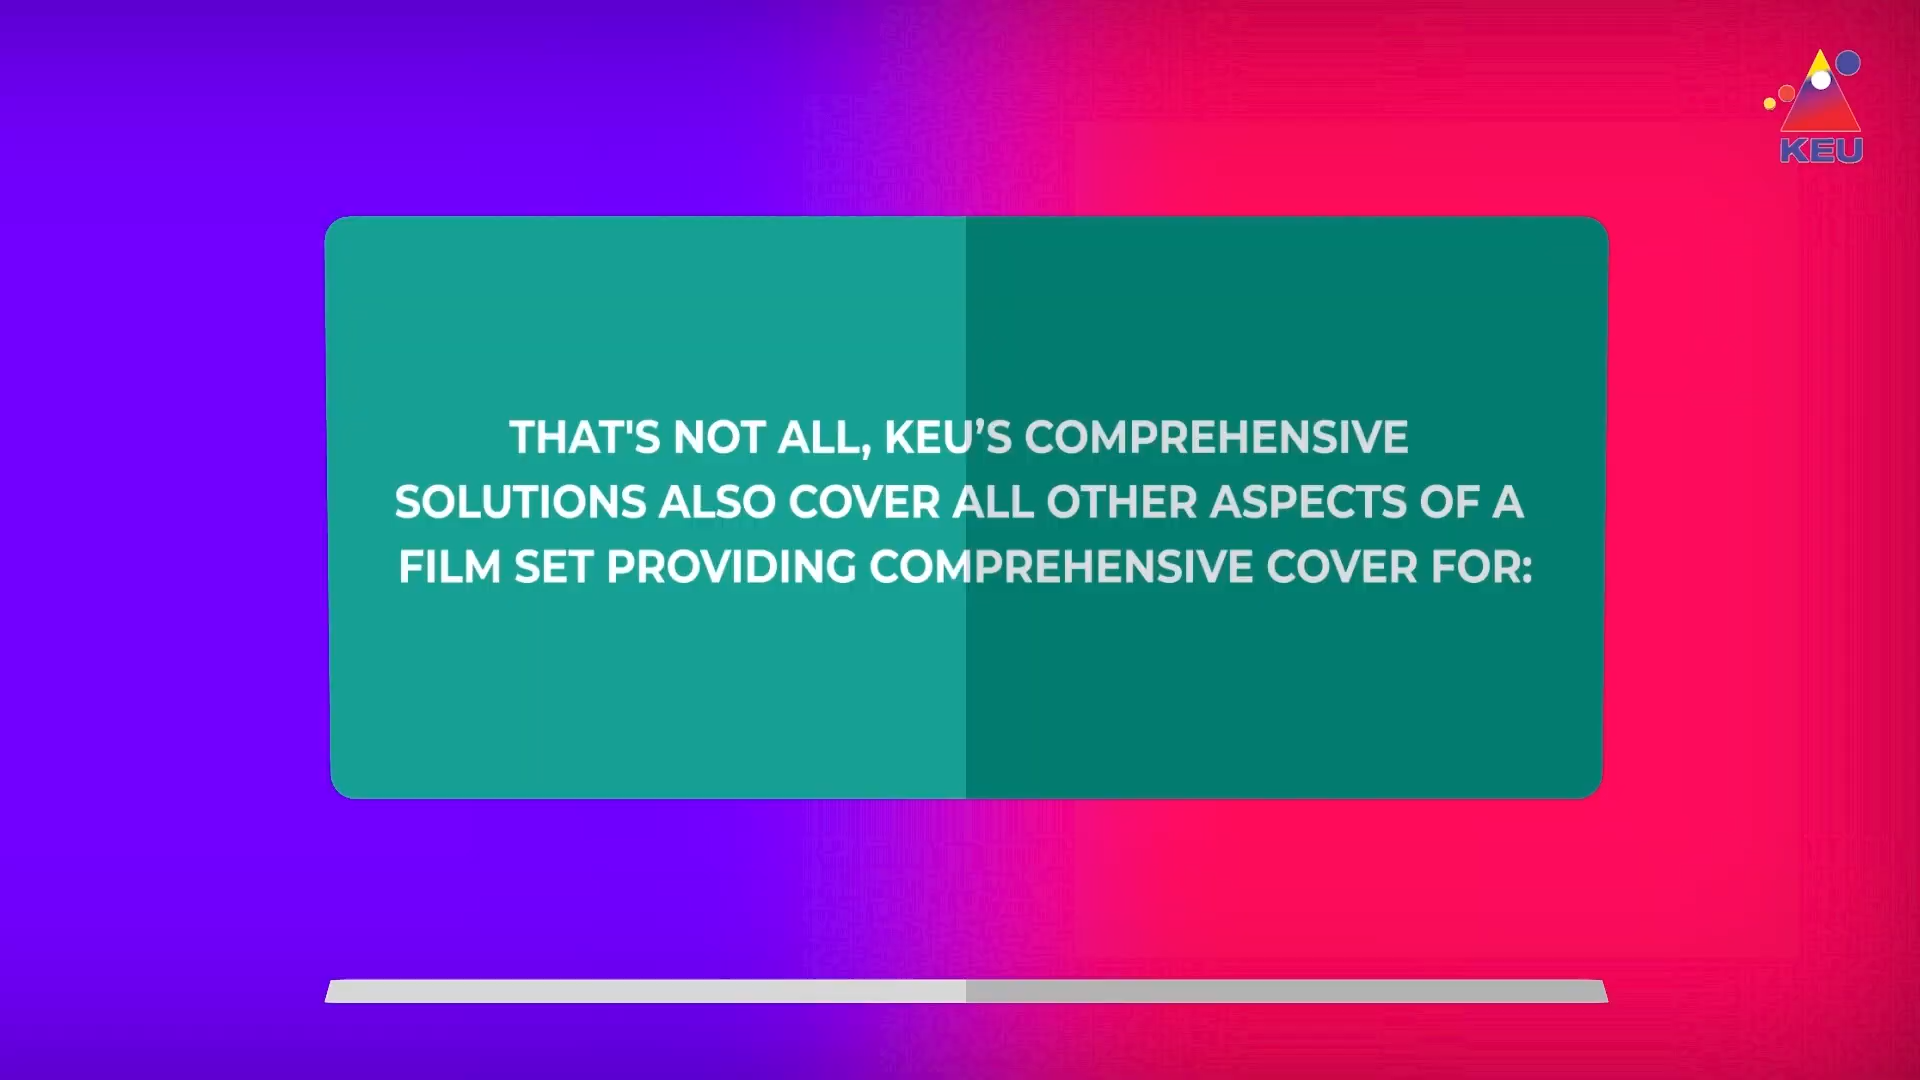 KEU
THAT'S NOT ALL, KEU’S COMPREHENSIVE
SOLUTIONS ALSO COVER ALL OTHER ASPECTS OF A
FILM SET PROVIDING COMPREHENSIVE COVER FOR: